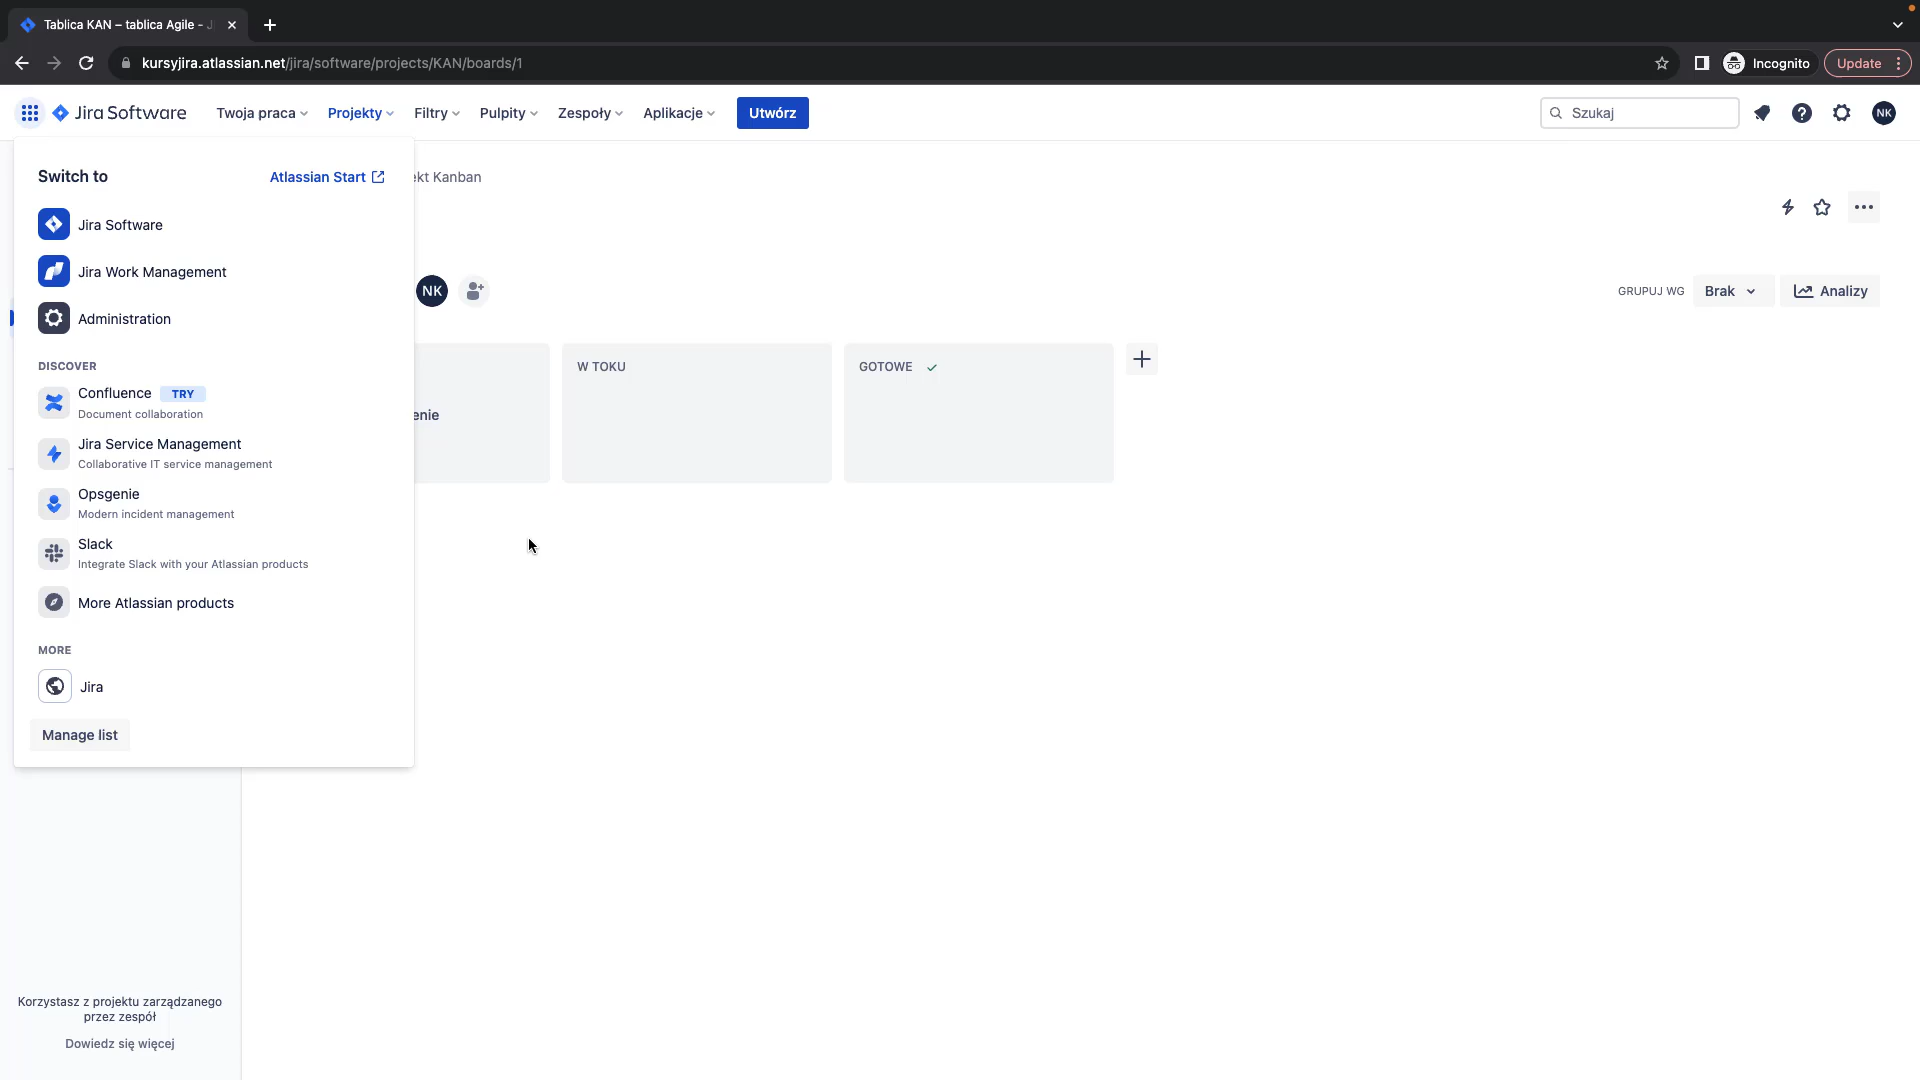 Tablica KAN – tablica Agile - J
kursyjira.atlassian.net/jira/software/projects/KAN/boards/1
Incognito
Update
Jira Software
Twoja praca
Projekty
Filtry
Pulpity
Zespoły
Aplikacje
Utwórz
Szukaj
NK
Switch to
Atlassian Start
ekt Kanban
Jira Software
Jira Work Management
Administration
NK
GRUPUJ WG
Brak
Analizy
DISCOVER
Confluence TRY
Document collaboration
Jira Service Management
Collaborative IT service management
Opsgenie
Modern incident management
Slack
Integrate Slack with your Atlassian products
More Atlassian products
MORE
Jira
Manage list
enie
W TOKU
GOTOWE
Korzystasz z projektu zarządzanego
przez zespół
Dowiedz się więcej